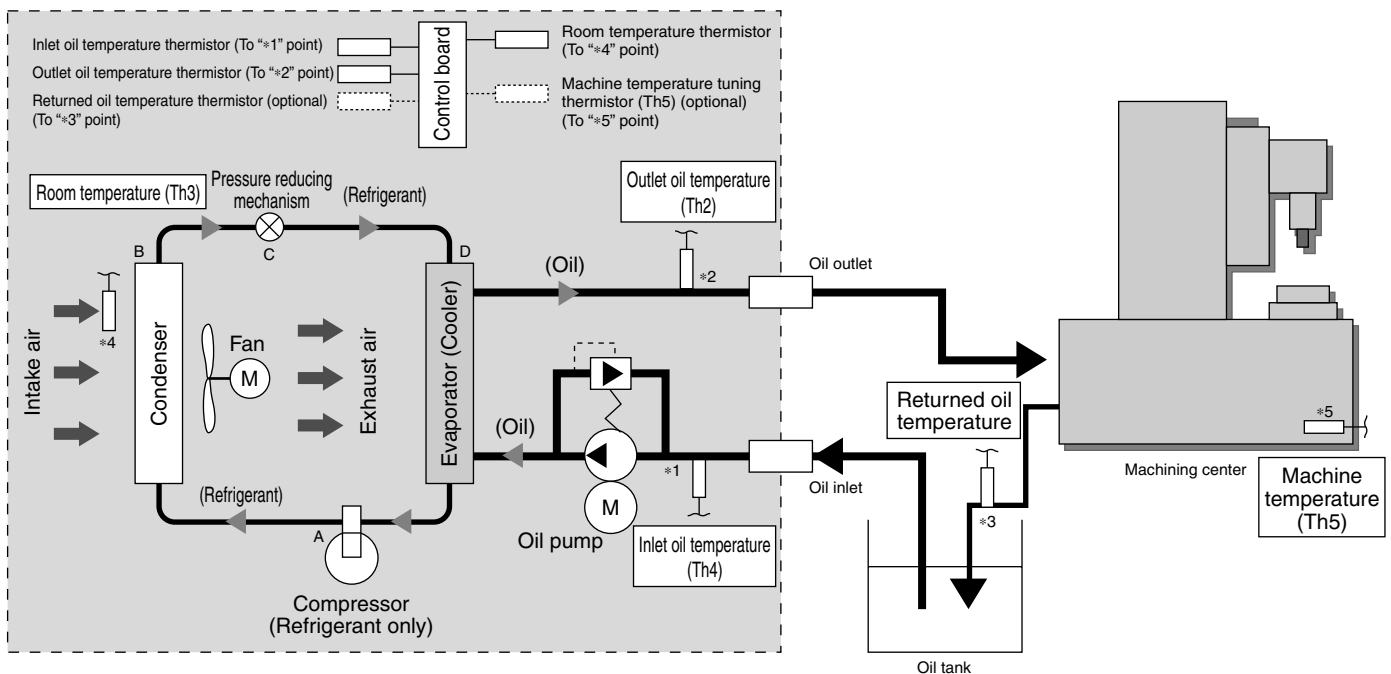 Inlet oil temperature thermistor (To “*1” point)
Outlet oil temperature thermistor (To “*2” point)
Returned oil temperature thermistor (optional)
(To “*3” point)
Control board
Room temperature thermistor
(To “*4” point)
Machine temperature tuning
thermistor (Th5) (optional)
(To “*5” point)
Room temperature (Th3)
Pressure reducing
mechanism
(Refrigerant)
Outlet oil temperature
(Th2)
B
C
D
(Oil)
*2
Oil outlet
*4
Intake air
Condenser
Fan
M
Exhaust air
Evaporator (Cooler)
(Oil)
*1
Oil inlet
Returned oil
temperature
*5
Machining center
Machine
temperature
(Th5)
(Refrigerant)
A
M
Oil pump
Inlet oil temperature
(Th4)
*3
Compressor
(Refrigerant only)
Oil tank